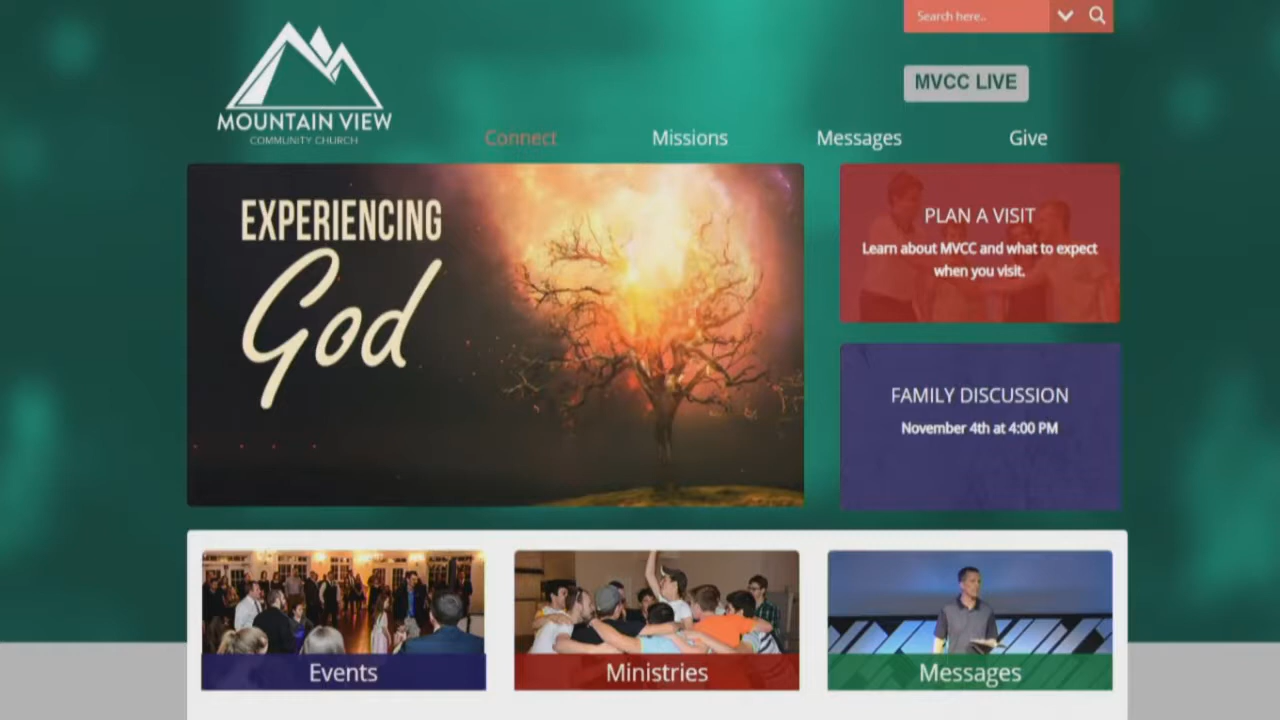 Search here..
MVCC LIVE
MOUNTAIN VIEW
COMMUNITY CHURCH
Connect
Missions
Messages
Give
EXPERIENCING
God
PLAN A VISIT
Learn about MVCC and what to expect
when you visit.
FAMILY DISCUSSION
November 4th at 4:00 PM
Events
Ministries
Messages